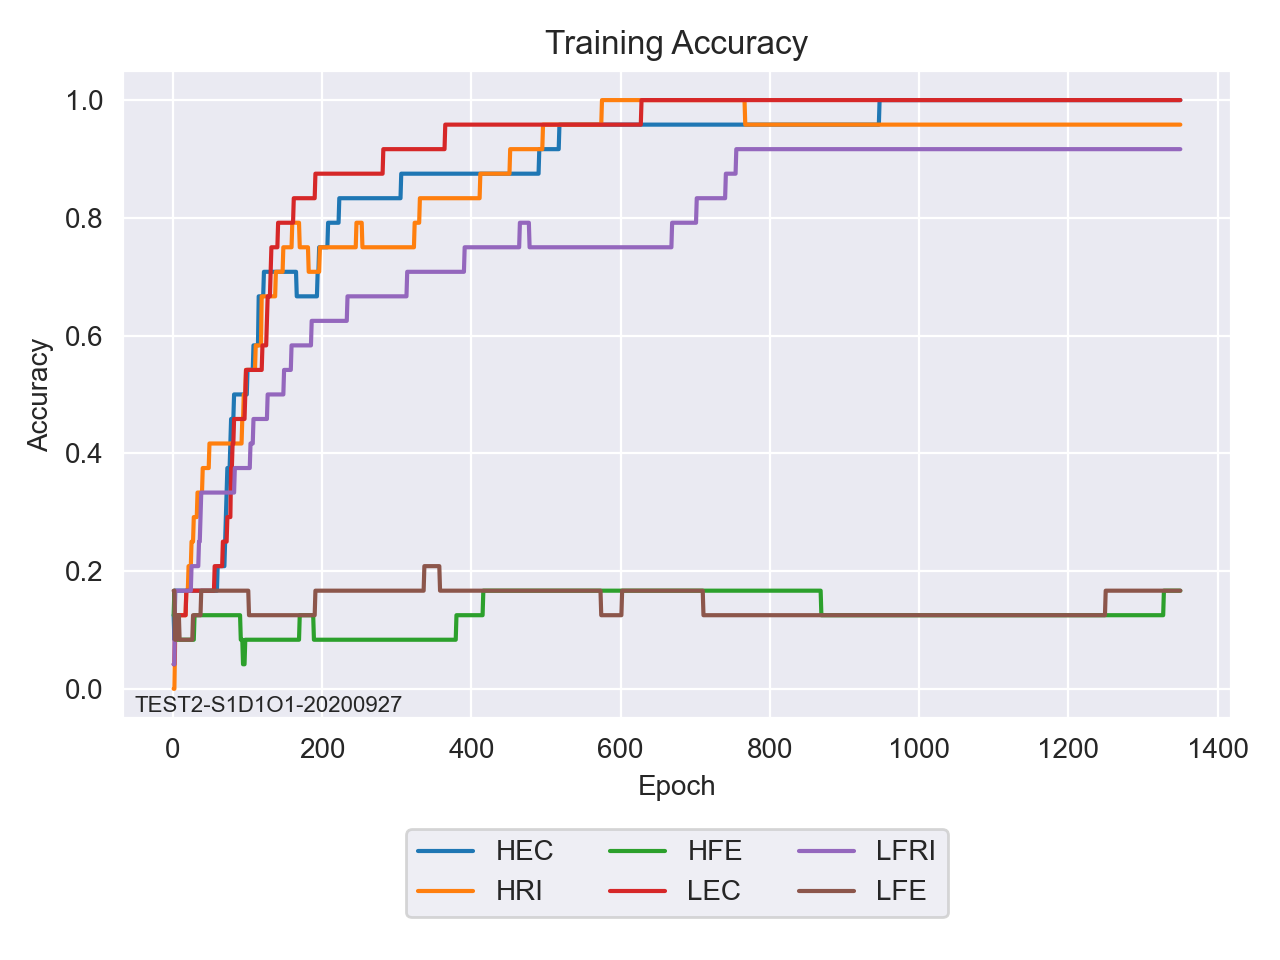 Training Accuracy
1.0
0.8
0.6
0.4
0.2
0.0
Accuracy
TEST2-S1D1O1-20200927
0 200 400 600 800 1000 1200 1400
Epoch
HEC HFE LFRI
HRI LEC LFE